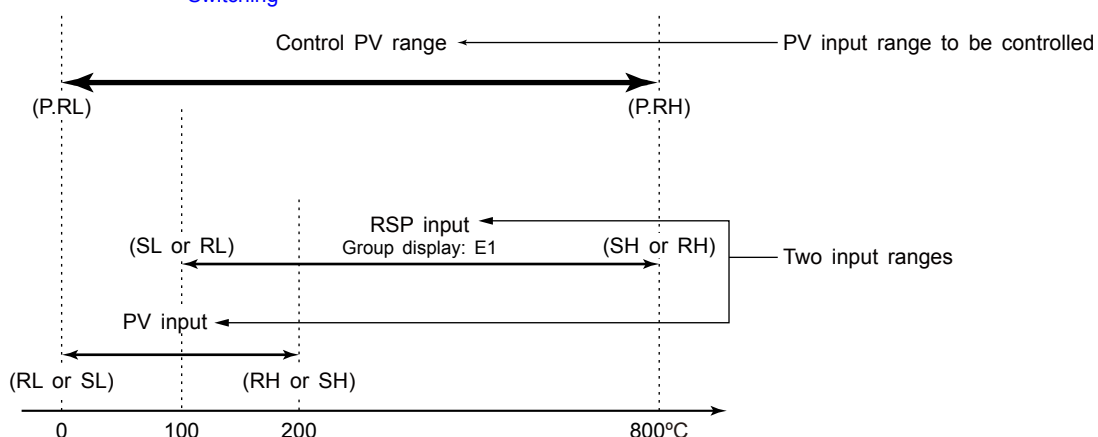 Switching
Control PV range
PV input range to be controlled
(P.RL)
(P.RH)
RSP input
(SL or RL)
Group display: E1
(SH or RH)
Two input ranges
PV input
(RL or SL)
(RH or SH)
0
100
200
800°C